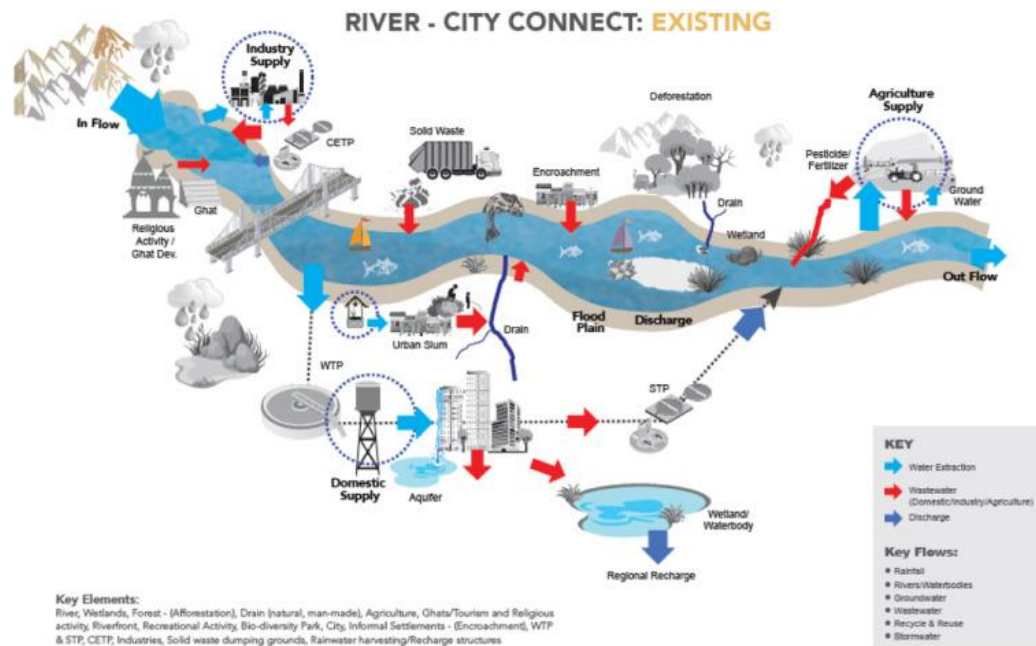 RIVER - CITY CONNECT: EXISTING
Industry
Supply
In Flow
CETP
Solid Waste
Deforestation
Agriculture
Supply
Pesticide/
Fertilizer
Encroachment
Ground
Water
Ghat
Drain
Religious
Activity /
Ghat Dev.
Wetland
Out Flow
Flood
Plain
Discharge
Drain
Urban Slum
WTP
STP
Domestic
Supply
Aquifer
Wetland/
Waterbody
Regional Recharge
KEY
Water Extraction
Wastewater
(Domestic/Industry/Agriculture)
Discharge
Key Flows:
• Rainfall
• Rivers/Waterbodies
• Groundwater
• Wastewater
• Recycle & Reuse
• Stormwater
Key Elements:
River, Wetlands, Forest - (Afforestation), Drain (natural, man-made), Agriculture, Ghats/Tourism and Religious
activity, Riverfront, Recreational Activity, Bio-diversity Park, City, Informal Settlements - (Encroachment), WTP
& STP, CETP, Industries, Solid waste dumping grounds, Rainwater harvesting/Recharge structures